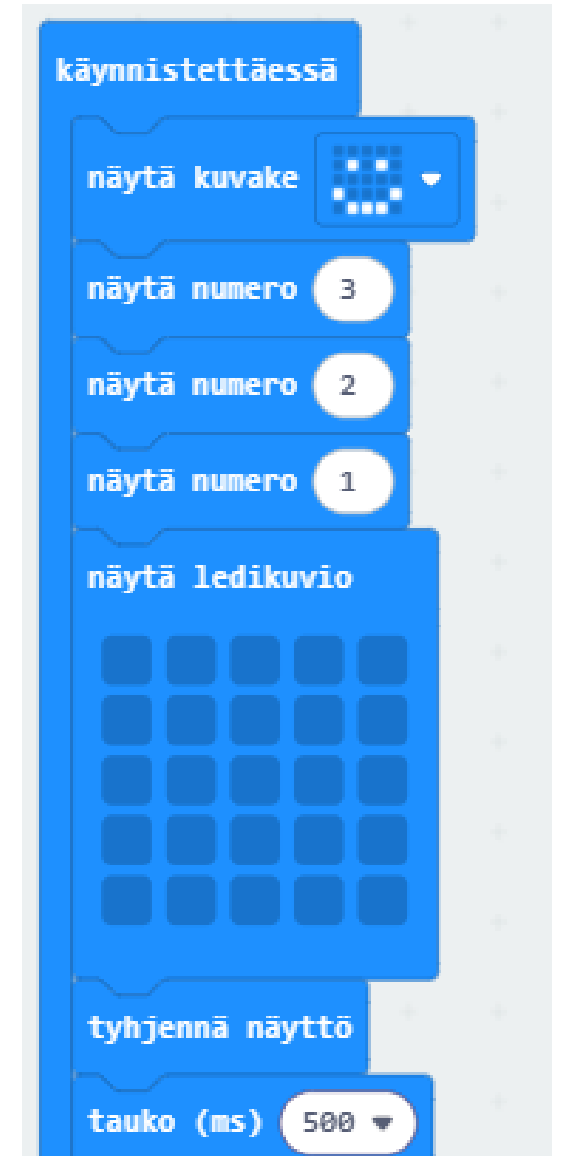 käynnistettäessä
näytä kuvake
näytä numero 3
näytä numero 2
näytä numero 1
näytä ledikuvio
tyhjennä näyttö
tauko (ms) 500